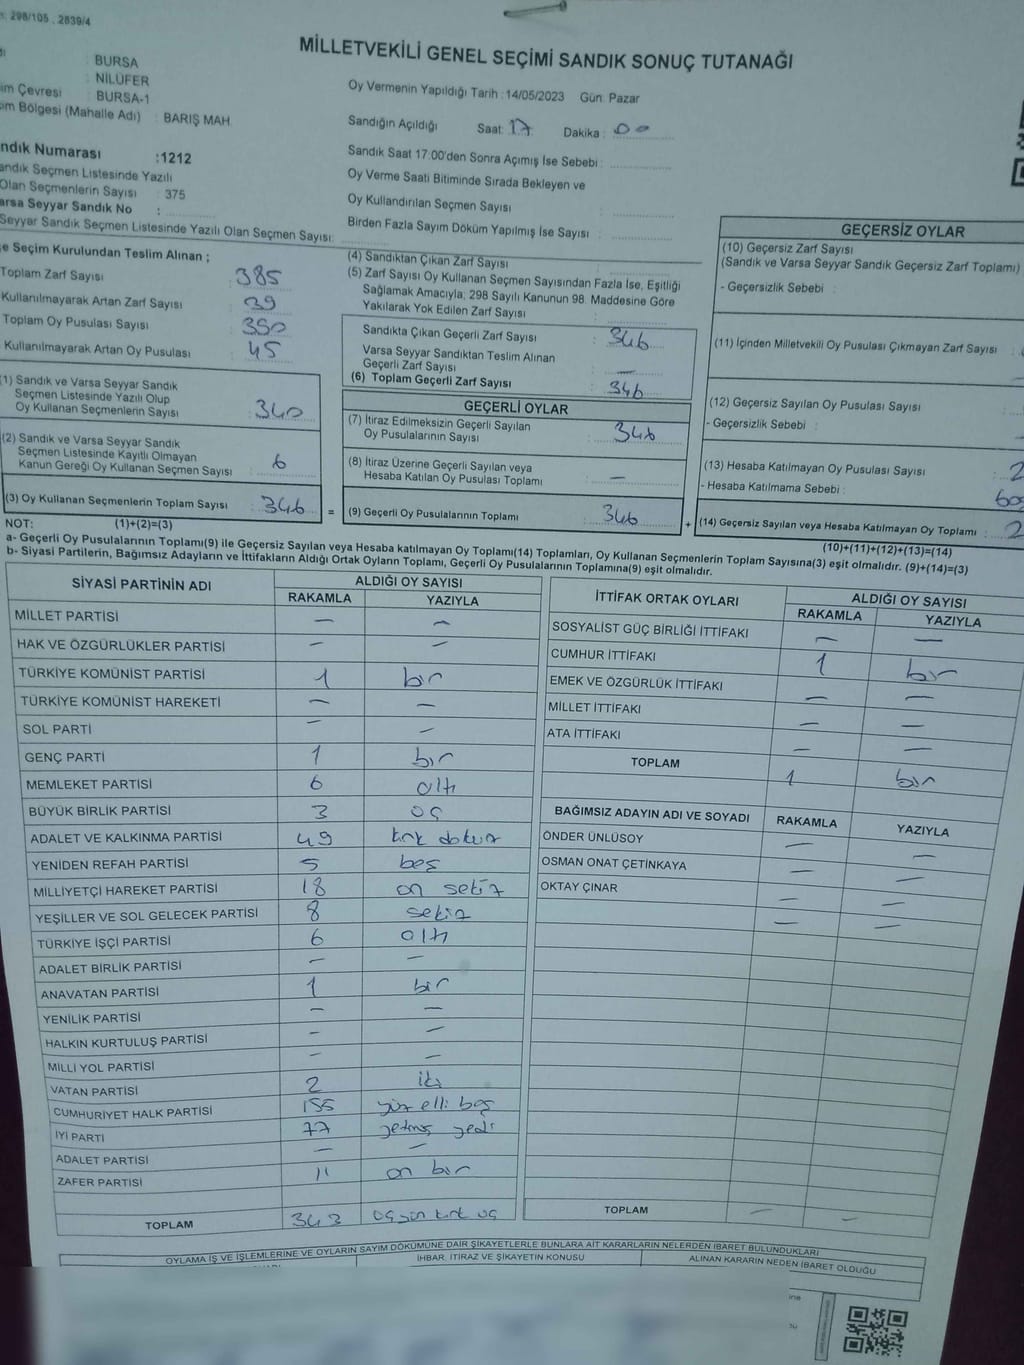 298/105 . 2839/4
MİLLETVEKİLİ GENEL SEÇİMİ SANDIK SONUÇ TUTANAĞI
: BURSA
: NİLÜFER
im Çevresi : BURSA-1
im Bölgesi (Mahalle Adı) : BARIŞ MAH.
ndık Numarası :1212
andık Seçmen Listesinde Yazılı
Olan Seçmenlerin Sayısı : 375
arsa Seyyar Sandık No :
Seyyar Sandık Seçmen Listesinde Yazılı Olan Seçmen Sayısı:
Oy Vermenin Yapıldığı Tarih : 14/05/2023 Gün: Pazar
Sandığın Açıldığı Saat: 17 Dakika : 00
Sandık Saat 17:00'den Sonra Açımış İse Sebebi :
Oy Verme Saati Bitiminde Sırada Bekleyen ve
Oy Kullandırılan Seçmen Sayısı :
Birden Fazla Sayım Döküm Yapılmış İse Sayısı :
e Seçim Kurulundan Teslim Alınan ;
Toplam Zarf Sayısı : 385
Kullanılmayarak Artan Zarf Sayısı : 39
Toplam Oy Pusulası Sayısı : 390
Kullanılmayarak Artan Oy Pusulası : 45
(1) Sandık ve Varsa Seyyar Sandık
Seçmen Listesinde Yazılı Olup
Oy Kullanan Seçmenlerin Sayısı : 340
(2) Sandık ve Varsa Seyyar Sandık
Seçmen Listesinde Kayıtlı Olmayan
Kanun Gereği Oy Kullanan Seçmen Sayısı : 6
(3) Oy Kullanan Seçmenlerin Toplam Sayısı : 346 =
(4) Sandıktan Çıkan Zarf Sayısı :
(5) Zarf Sayısı Oy Kullanan Seçmen Sayısından Fazla İse, Eşitliği
Sağlamak Amacıyla; 298 Sayılı Kanunun 98. Maddesine Göre
Yakılarak Yok Edilen Zarf Sayısı :
Sandıkta Çıkan Geçerli Zarf Sayısı : 346
Varsa Seyyar Sandıktan Teslim Alınan
Geçerli Zarf Sayısı : —
(6) Toplam Geçerli Zarf Sayısı : 346
GEÇERLİ OYLAR
(7) İtiraz Edilmeksizin Geçerli Sayılan
Oy Pusulalarının Sayısı : 346
(8) İtiraz Üzerine Geçerli Sayılan veya
Hesaba Katılan Oy Pusulası Toplamı : —
(9) Geçerli Oy Pusulalarının Toplamı : 346 +
GEÇERSİZ OYLAR
(10) Geçersiz Zarf Sayısı
(Sandık ve Varsa Seyyar Sandık Geçersiz Zarf Toplamı)
- Geçersizlik Sebebi :
(11) İçinden Milletvekili Oy Pusulası Çıkmayan Zarf Sayısı :
(12) Geçersiz Sayılan Oy Pusulası Sayısı :
- Geçersizlik Sebebi :
(13) Hesaba Katılmayan Oy Pusulası Sayısı : 2
- Hesaba Katılmama Sebebi :
(14) Geçersiz Sayılan veya Hesaba Katılmayan Oy Toplamı : 2
NOT: (1)+(2)=(3)
(10)+(11)+(12)+(13)=(14)
a- Geçerli Oy Pusulalarının Toplamı(9) ile Geçersiz Sayılan veya Hesaba katılmayan Oy Toplamı(14) Toplamları, Oy Kullanan Seçmenlerin Toplam Sayısına(3) eşit olmalıdır. (9)+(14)=(3)
b- Siyasi Partilerin, Bağımsız Adayların ve İttifakların Aldığı Ortak Oyların Toplamı, Geçerli Oy Pusulalarının Toplamına(9) eşit olmalıdır.
SİYASİ PARTİNİN ADI ALDIĞI OY SAYISI
RAKAMLA YAZIYLA
MİLLET PARTİSİ — —
HAK VE ÖZGÜRLÜKLER PARTİSİ — —
TÜRKİYE KOMÜNİST PARTİSİ 1 bir
TÜRKİYE KOMÜNİST HAREKETİ — —
SOL PARTİ — —
GENÇ PARTİ 1 bir
MEMLEKET PARTİSİ 6 altı
BÜYÜK BİRLİK PARTİSİ 3 üç
ADALET VE KALKINMA PARTİSİ 49 kırk dokuz
YENİDEN REFAH PARTİSİ 5 beş
MİLLİYETÇİ HAREKET PARTİSİ 18 on sekiz
YEŞİLLER VE SOL GELECEK PARTİSİ 8 sekiz
TÜRKİYE İŞÇİ PARTİSİ 6 altı
ADALET BİRLİK PARTİSİ — —
ANAVATAN PARTİSİ 1 bir
YENİLİK PARTİSİ — —
HALKIN KURTULUŞ PARTİSİ — —
MİLLİ YOL PARTİSİ — —
VATAN PARTİSİ 2 iki
CUMHURİYET HALK PARTİSİ 155 yüz elli beş
İYİ PARTİ 77 yetmiş yedi
ADALET PARTİSİ — —
ZAFER PARTİSİ 11 on bir
TOPLAM 343 üç yüz kırk üç
İTTİFAK ORTAK OYLARI ALDIĞI OY SAYISI
RAKAMLA YAZIYLA
SOSYALİST GÜÇ BİRLİĞİ İTTİFAKI — —
CUMHUR İTTİFAKI 1 bir
EMEK VE ÖZGÜRLÜK İTTİFAKI — —
MİLLET İTTİFAKI — —
ATA İTTİFAKI — —
TOPLAM 1 bir
BAĞIMSIZ ADAYIN ADI VE SOYADI RAKAMLA YAZIYLA
ÖNDER ÜNLÜSOY — —
OSMAN ONAT ÇETİNKAYA — —
OKTAY ÇINAR — —
— —
TOPLAM — —
OYLAMA İŞ VE İŞLEMLERİNE VE OYLARIN SAYIM DÖKÜMÜNE DAİR ŞİKAYETLERLE BUNLARA AİT KARARLARIN NELERDEN İBARET BULUNDUKLARI
İHBAR, İTİRAZ VE ŞİKAYETİN KONUSU
ALINAN KARARIN NEDEN İBARET OLDUĞU